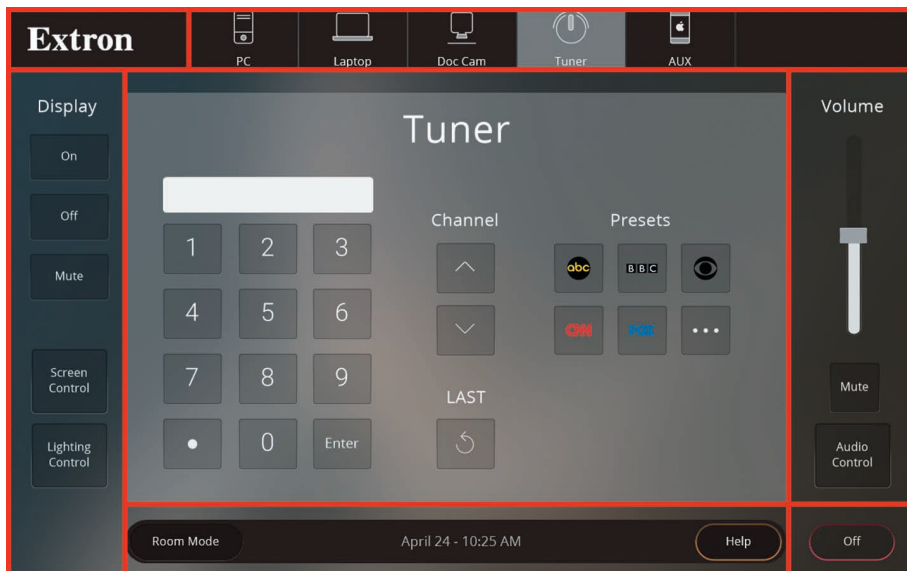 Extron
PC
Laptop
Doc Cam
Tuner
AUX
Display
On
Off
Mute
Screen
Control
Lighting
Control
Tuner
1 2 3
4 5 6
7 8 9
• 0 Enter
Channel
LAST
Presets
abc BBC
CNN FOX •••
Volume
Mute
Audio
Control
Room Mode
April 24 - 10:25 AM
Help
Off